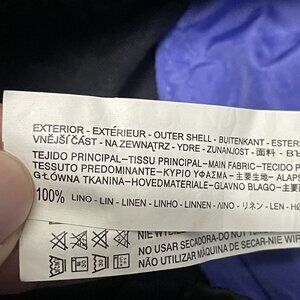 EXTERIOR - EXTÉRIEUR - OUTER SHELL - BUITENKANT - ESTER
VNĚJŠÍ ČÁST - NA ZEWNĄTRZ - YDRE - ZUNANJOST - 面料 -
TEJIDO PRINCIPAL-TISSU PRINCIPAL-MAIN FABRIC-TECIDO P
TESSUTO PREDOMINANTE-ΚΥΡΙΟ ΥΦΑΣΜΑ-主要生地- ALAPS
GŁÓWNA TKANINA-HOVEDMATERIALE-GLAVNO BLAGO-主要
100% LINO - LIN - LINEN - LINHO - LINNEN - ΛΙΝΟ - リネン - LEN - HØ
NO USAR SECADORA-DO NOT TUMBLE
NÃO UTILIZAR MÁQUINA DE SECAR-NIE WIR